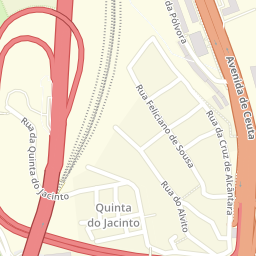 da Pólvora
Avenida de Ceuta
Rua Feliciano de Sousa
Rua da Cruz de Alcântara
Rua da Quinta do Jacinto
Rua do Alvito
Quinta
do Jacinto